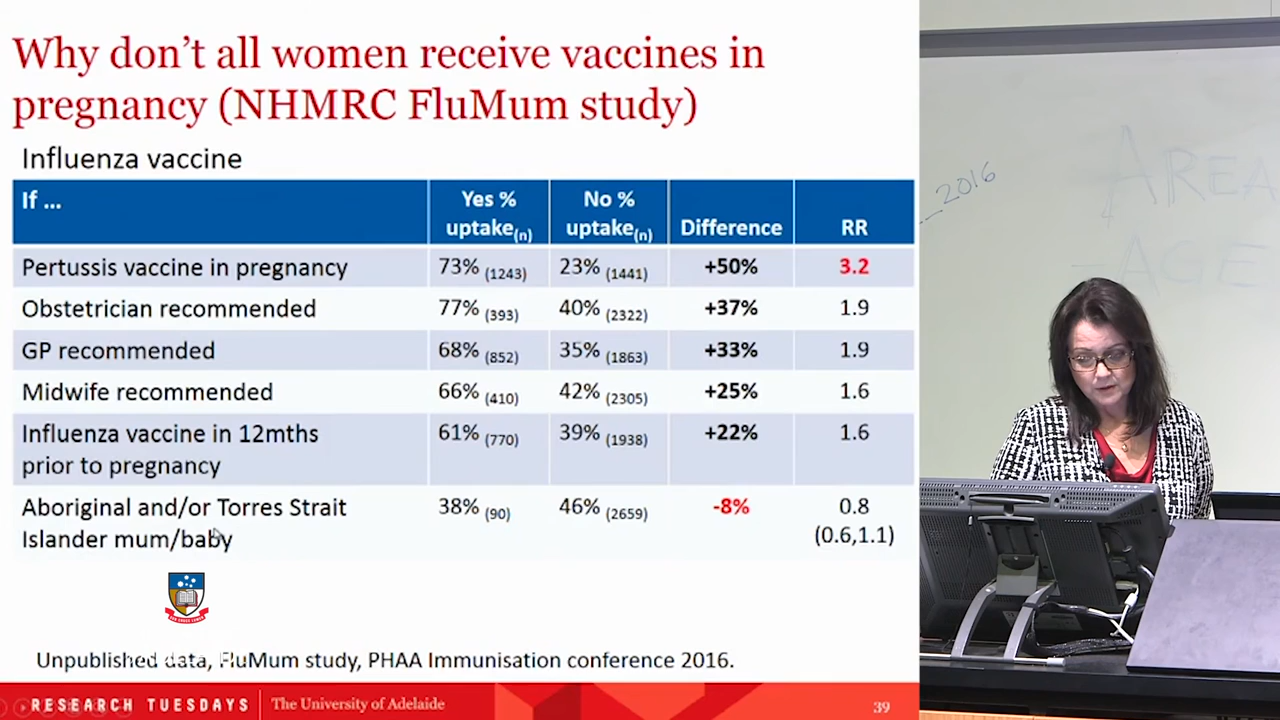 Why don't all women receive vaccines in
pregnancy (NHMRC FluMum study)
Influenza vaccine
If ... Yes % uptake(n) No % uptake(n) Difference RR
Pertussis vaccine in pregnancy 73% (1243) 23% (1441) +50% 3.2
Obstetrician recommended 77% (393) 40% (2322) +37% 1.9
GP recommended 68% (852) 35% (1863) +33% 1.9
Midwife recommended 66% (410) 42% (2305) +25% 1.6
Influenza vaccine in 12mths 61% (770) 39% (1938) +22% 1.6
prior to pregnancy
Aboriginal and/or Torres Strait 38% (90) 46% (2659) -8% 0.8
Islander mum/baby (0.6,1.1)
Unpublished data, FluMum study, PHAA Immunisation conference 2016.
RESEARCH TUESDAYS The University of Adelaide 39
2016
AREA
AGE